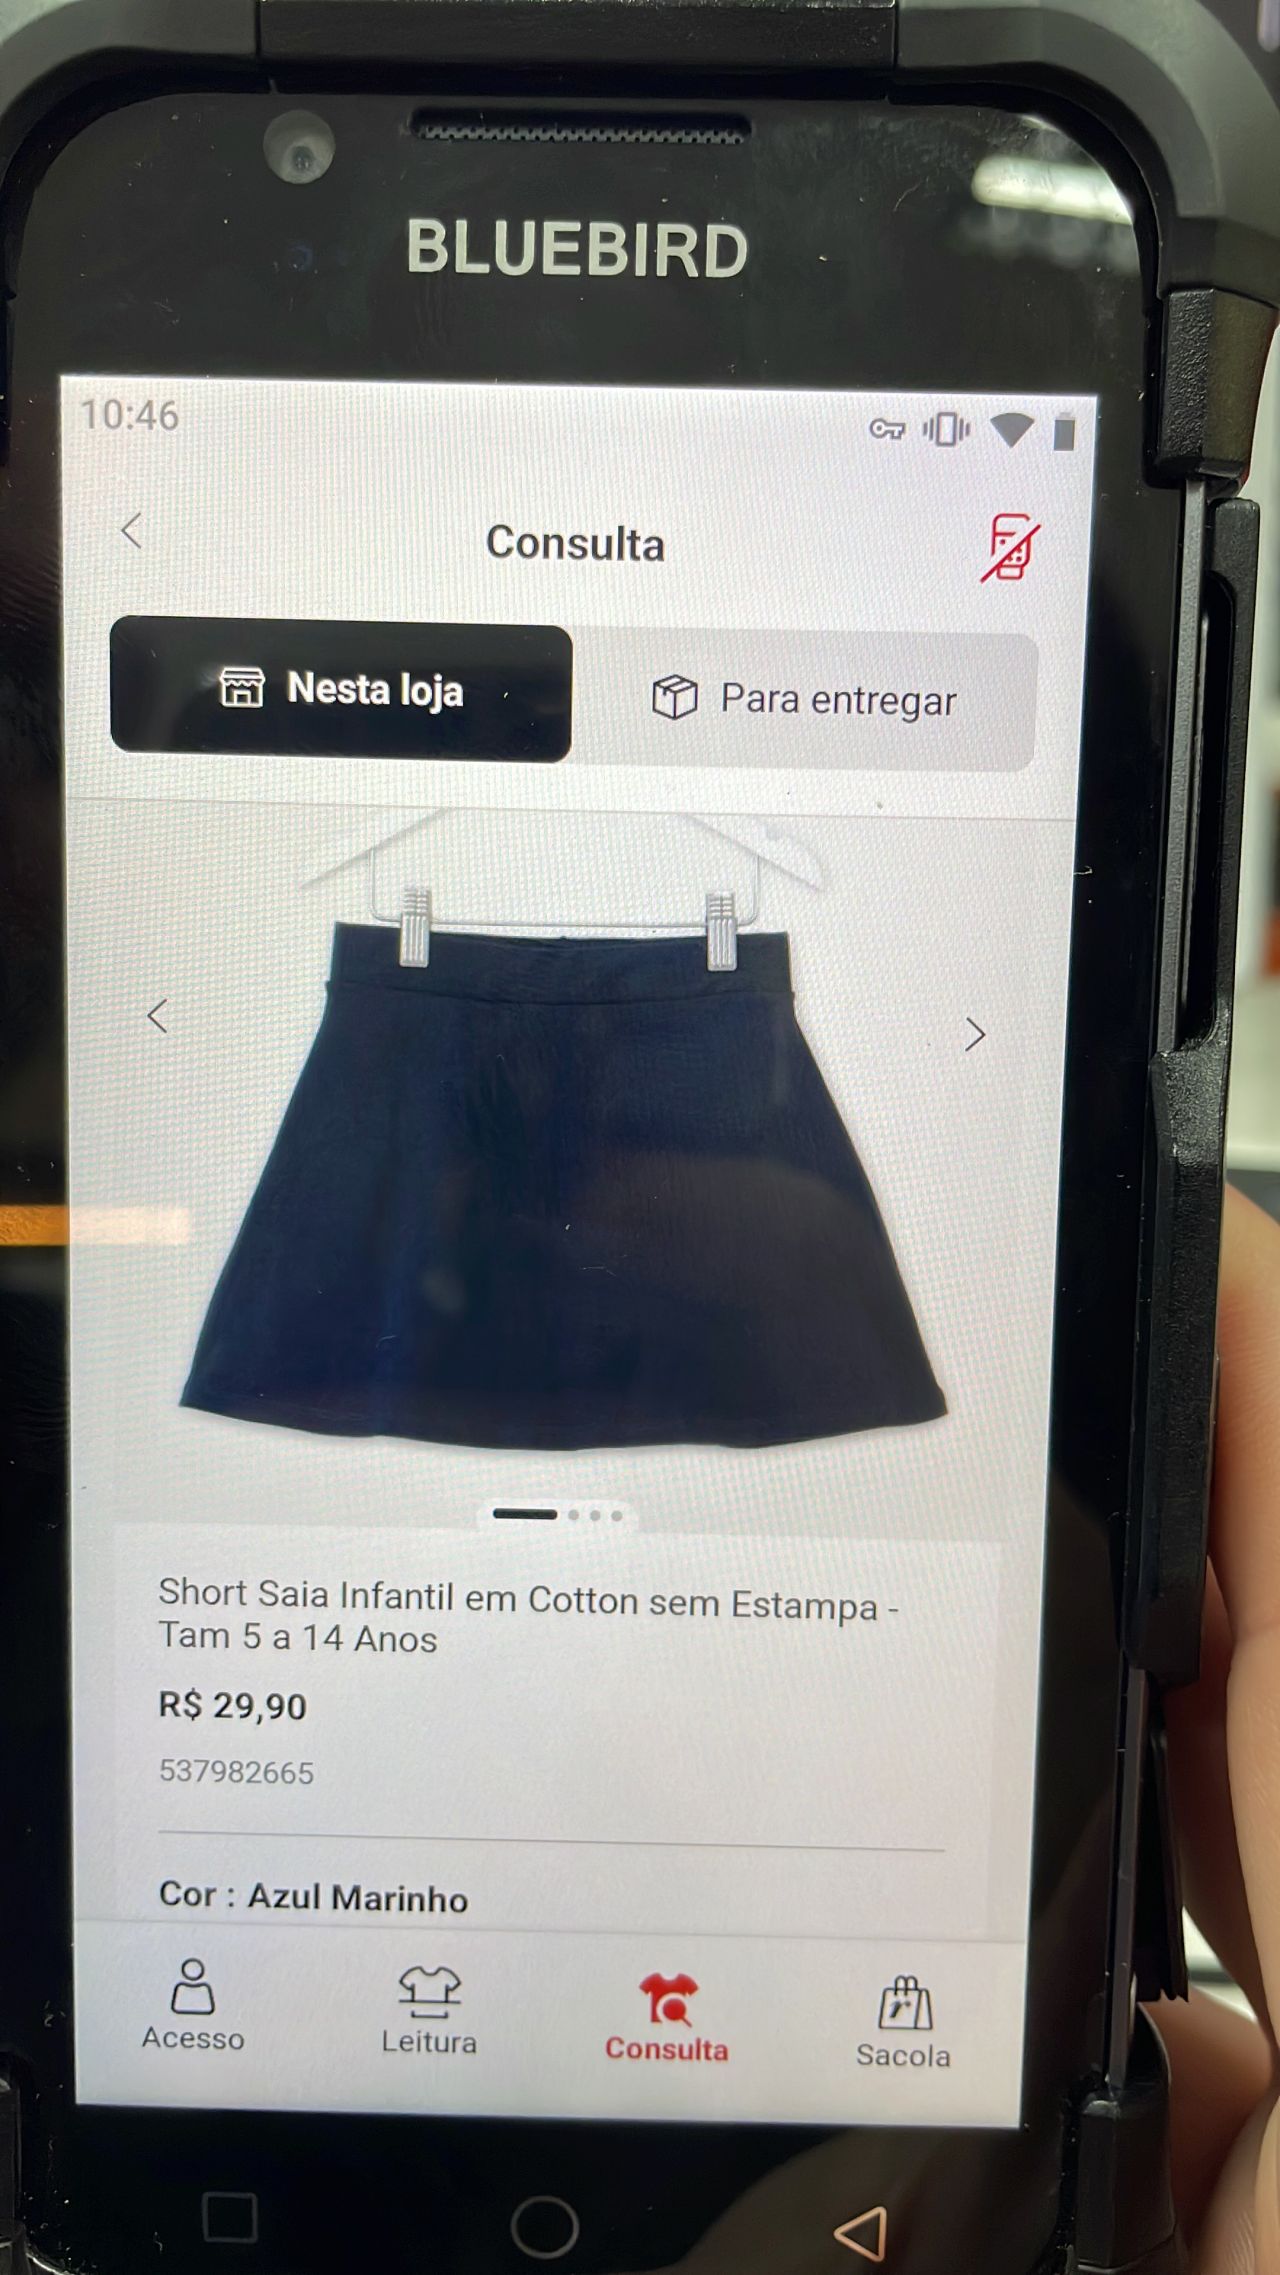 BLUEBIRD
10:46
Consulta
Nesta loja
Para entregar
Short Saia Infantil em Cotton sem Estampa -
Tam 5 a 14 Anos
R$ 29,90
537982665
Cor : Azul Marinho
Acesso
Leitura
Consulta
Sacola